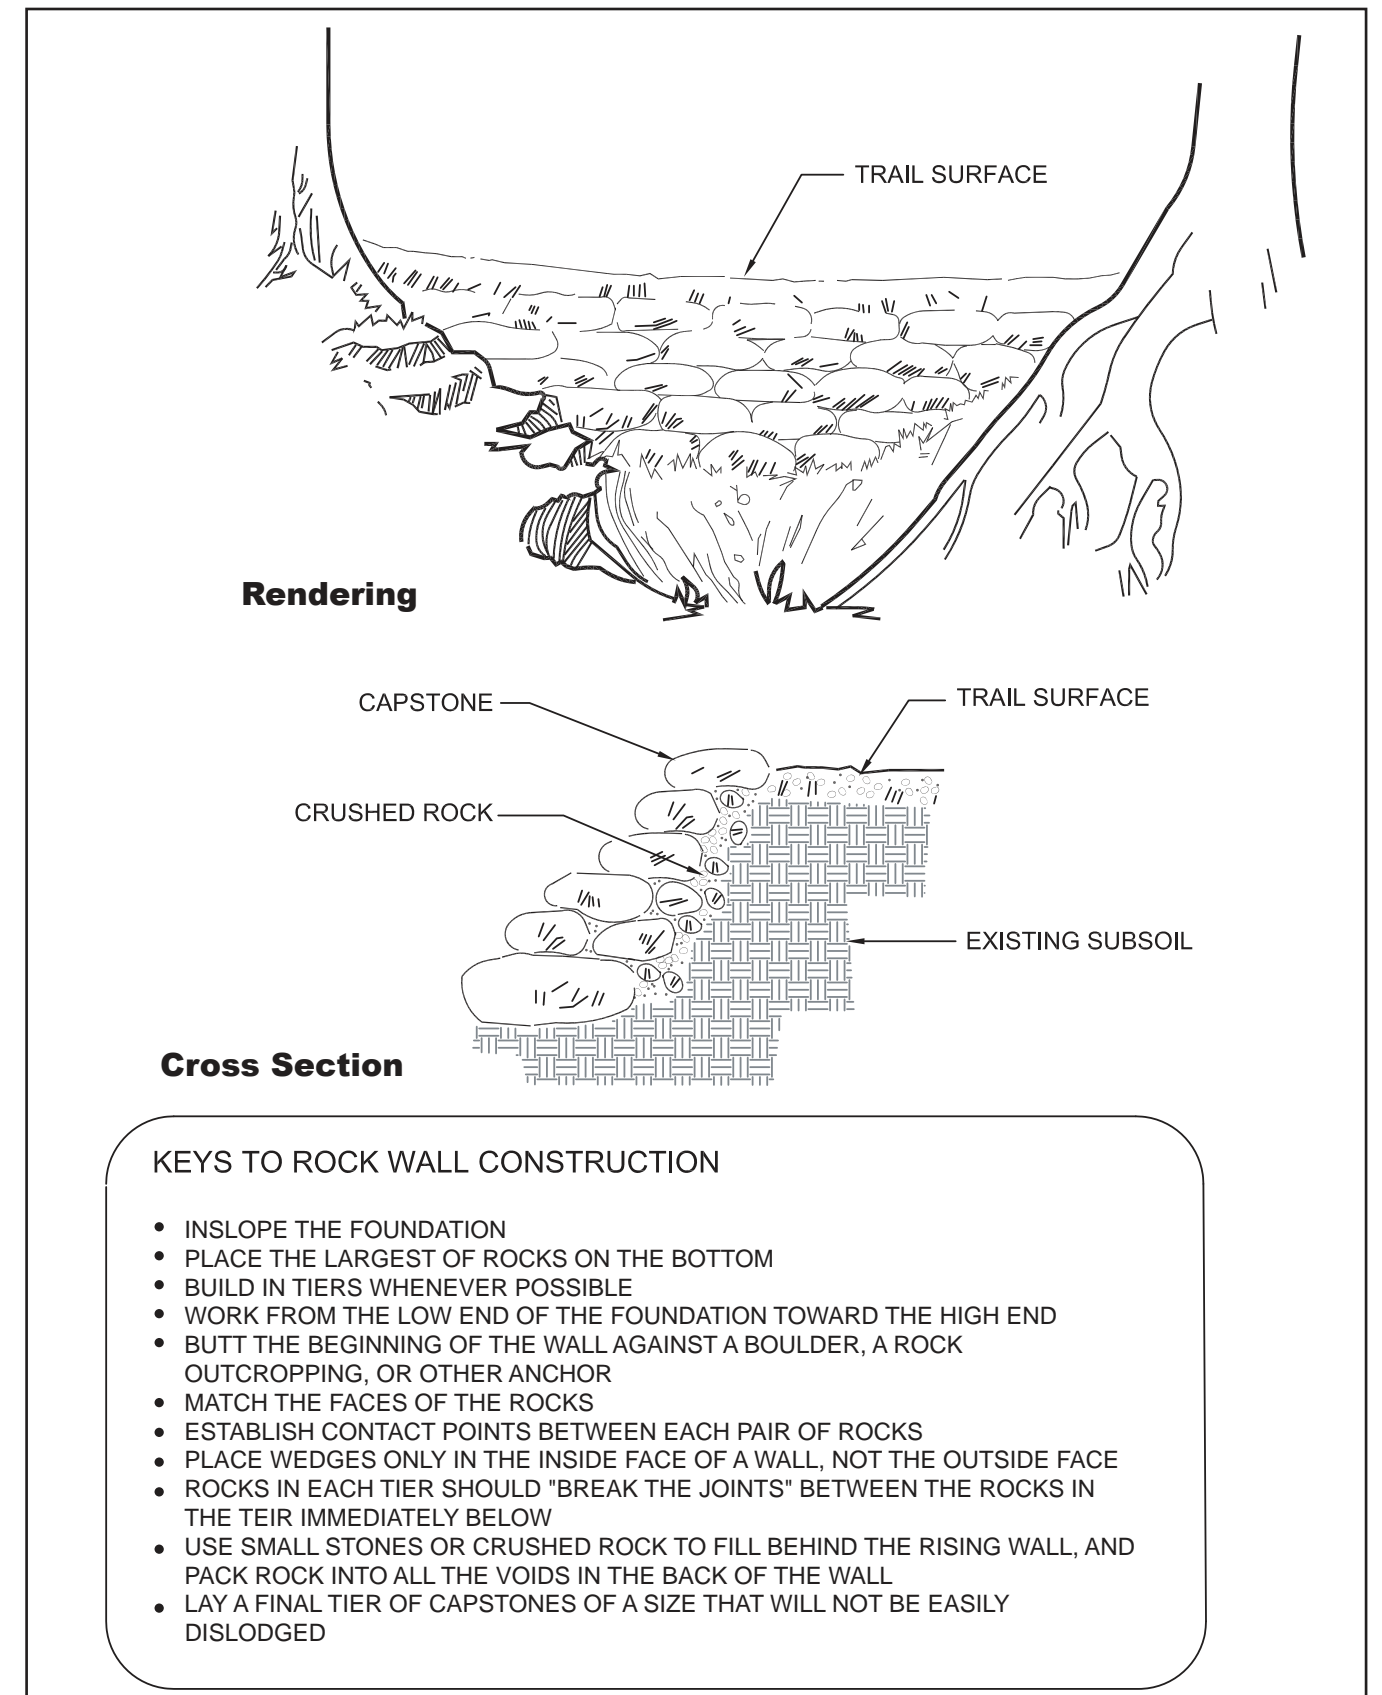 TRAIL SURFACE
Rendering
CAPSTONE
TRAIL SURFACE
CRUSHED ROCK
EXISTING SUBSOIL
Cross Section
KEYS TO ROCK WALL CONSTRUCTION
• INSLOPE THE FOUNDATION
• PLACE THE LARGEST OF ROCKS ON THE BOTTOM
• BUILD IN TIERS WHENEVER POSSIBLE
• WORK FROM THE LOW END OF THE FOUNDATION TOWARD THE HIGH END
• BUTT THE BEGINNING OF THE WALL AGAINST A BOULDER, A ROCK
OUTCROPPING, OR OTHER ANCHOR
• MATCH THE FACES OF THE ROCKS
• ESTABLISH CONTACT POINTS BETWEEN EACH PAIR OF ROCKS
• PLACE WEDGES ONLY IN THE INSIDE FACE OF A WALL, NOT THE OUTSIDE FACE
• ROCKS IN EACH TIER SHOULD "BREAK THE JOINTS" BETWEEN THE ROCKS IN
THE TEIR IMMEDIATELY BELOW
• USE SMALL STONES OR CRUSHED ROCK TO FILL BEHIND THE RISING WALL, AND
PACK ROCK INTO ALL THE VOIDS IN THE BACK OF THE WALL
• LAY A FINAL TIER OF CAPSTONES OF A SIZE THAT WILL NOT BE EASILY
DISLODGED